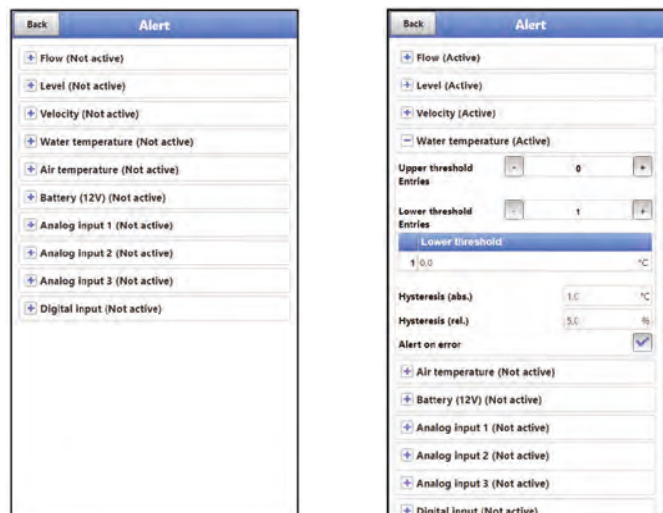 Back Alert
+ Flow (Not active)
+ Level (Not active)
+ Velocity (Not active)
+ Water temperature (Not active)
+ Air temperature (Not active)
+ Battery (12V) (Not active)
+ Analog input 1 (Not active)
+ Analog input 2 (Not active)
+ Analog input 3 (Not active)
+ Digital input (Not active)
Back Alert
+ Flow (Active)
+ Level (Active)
+ Velocity (Active)
- Water temperature (Active)
Upper threshold - 0 +
Entries
Lower threshold - 1 +
Entries
Lower threshold
1 0.0 °C
Hysteresis (abs.) 1.0 °C
Hysteresis (rel.) 5.0 %
Alert on error
+ Air temperature (Not active)
+ Battery (12V) (Not active)
+ Analog input 1 (Not active)
+ Analog input 2 (Not active)
+ Analog input 3 (Not active)
+ Digital input (Not active)